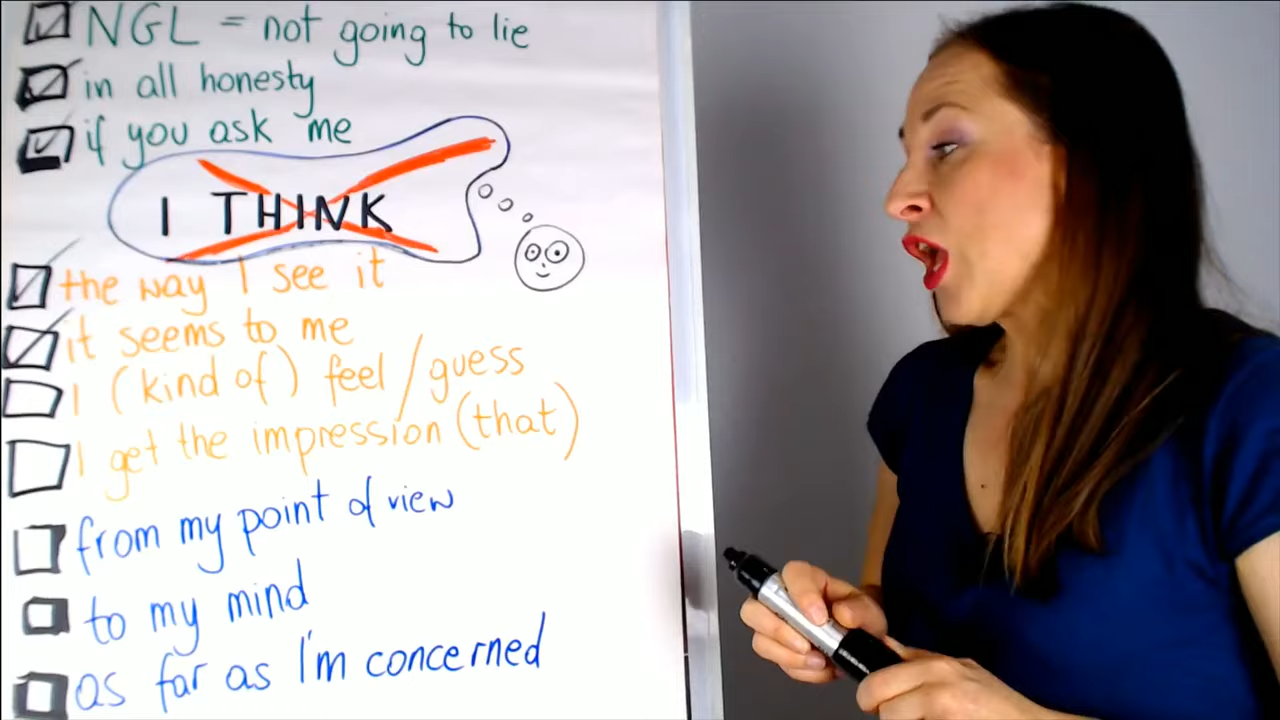 NGL = not going to lie
in all honesty
if you ask me
I THINK
the way I see it
it seems to me
I (kind of) feel/guess
I get the impression (that)
from my point of view
to my mind
as far as I'm concerned